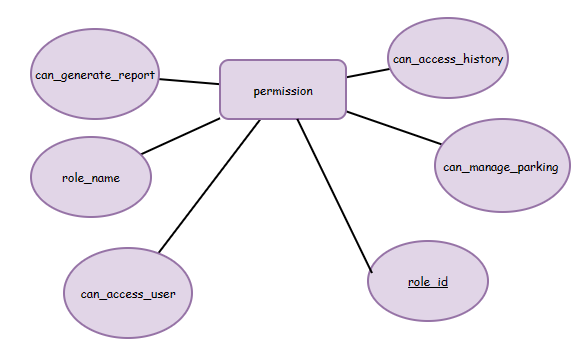 can_access_history
can_generate_report
permission
can_manage_parking
role_name
role_id
can_access_user